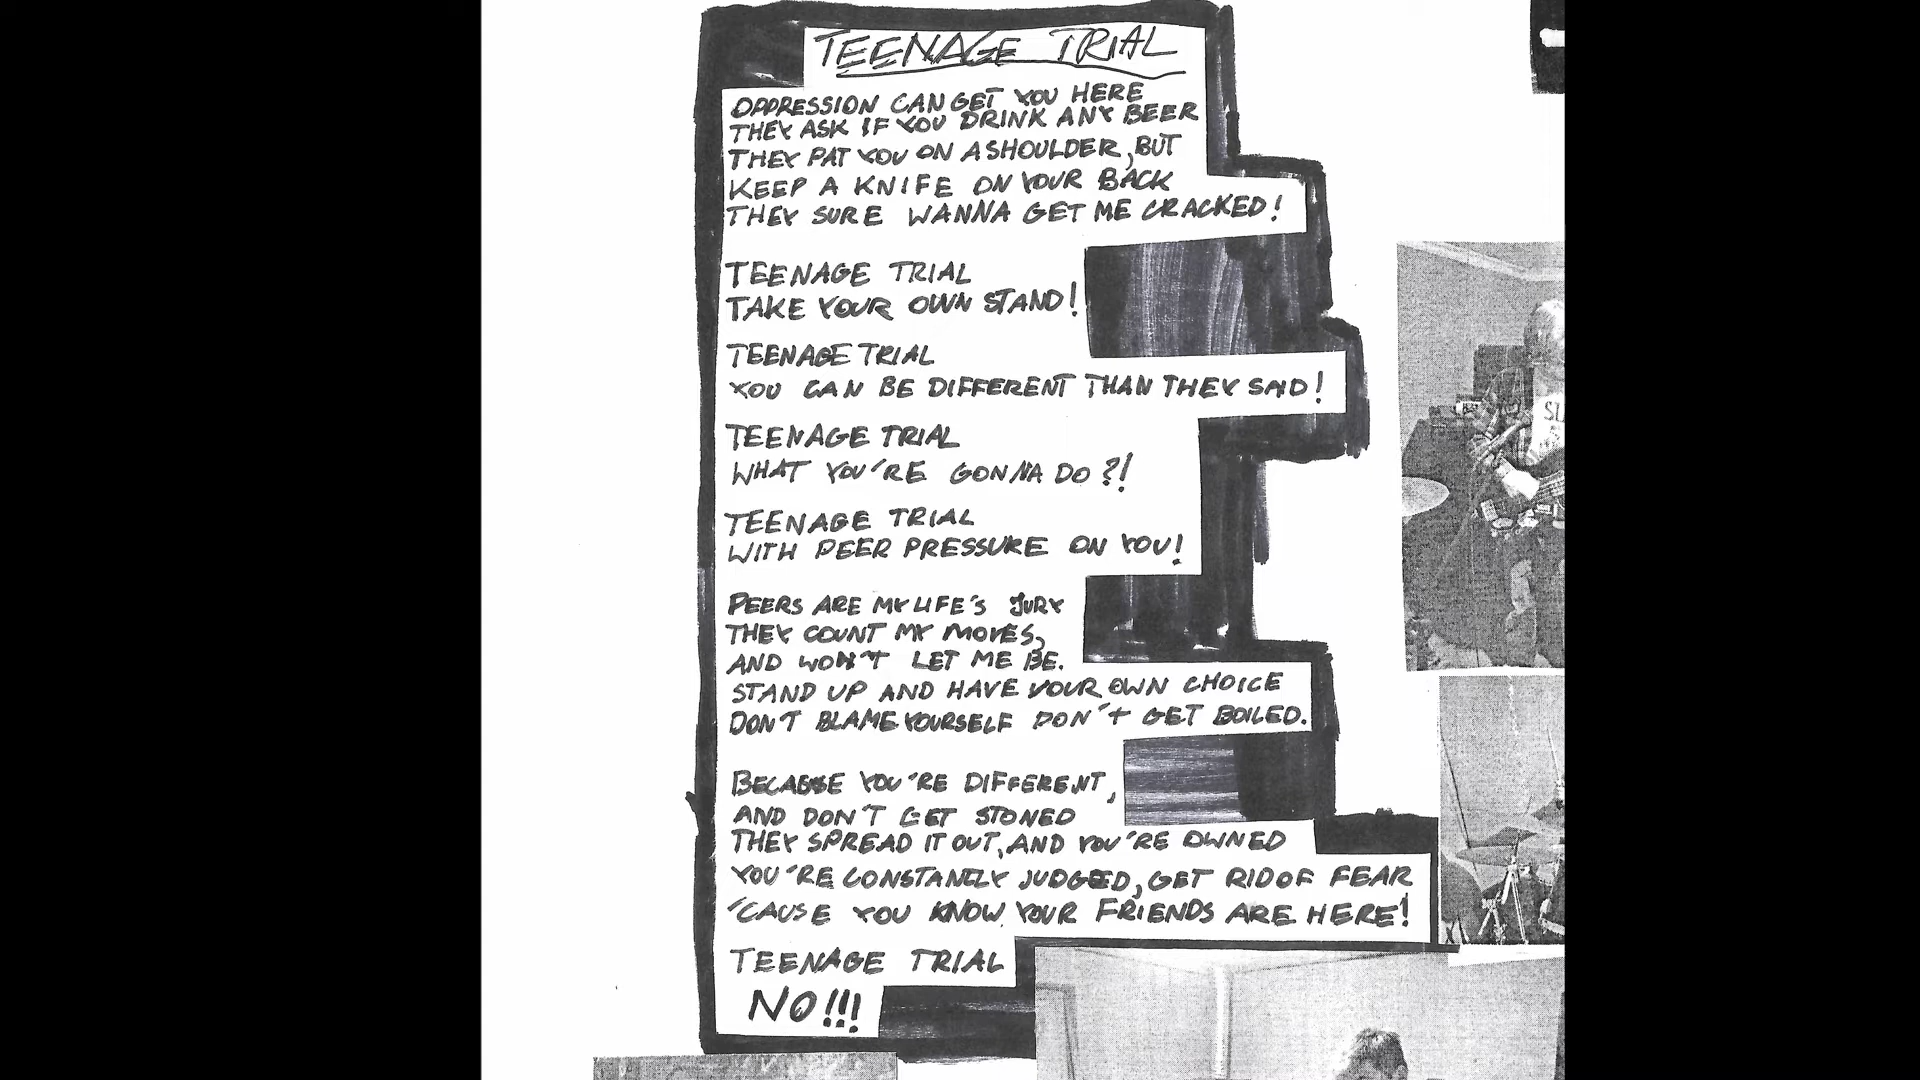 TEENAGE TRIAL
OPPRESSION CAN GET YOU HERE
THEY ASK IF YOU DRINK ANY BEER
THEY PAT YOU ON A SHOULDER, BUT
KEEP A KNIFE ON YOUR BACK
THEY SURE WANNA GET ME CRACKED!
TEENAGE TRIAL
TAKE YOUR OWN STAND!
TEENAGE TRIAL
YOU CAN BE DIFFERENT THAN THEY SAID!
TEENAGE TRIAL
WHAT YOU'RE GONNA DO?!
TEENAGE TRIAL
WITH PEER PRESSURE ON YOU!
PEERS ARE MY LIFE'S JURY
THEY COUNT MY MOVES,
AND WON'T LET ME BE.
STAND UP AND HAVE YOUR OWN CHOICE
DON'T BLAME YOURSELF DON'T GET BOILED.
BECAUSE YOU'RE DIFFERENT,
AND DON'T GET STONED
THEY SPREAD IT OUT, AND YOU'RE OWNED
YOU'RE CONSTANTLY JUDGED, GET RID OF FEAR
'CAUSE YOU KNOW YOUR FRIENDS ARE HERE!
TEENAGE TRIAL
NO!!!